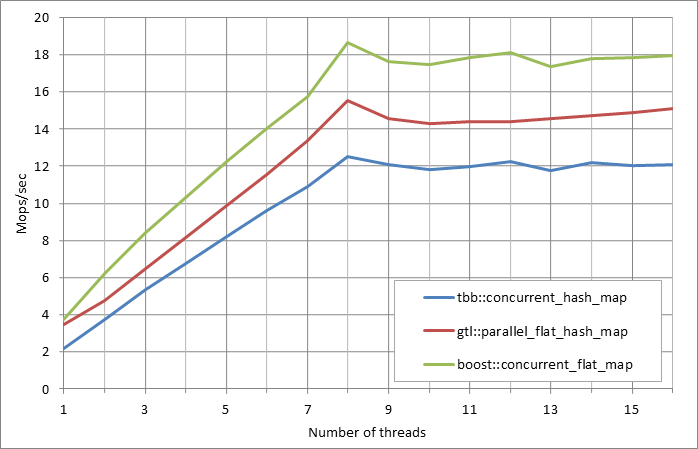 20
18
16
14
12
10
8
6
4
2
0
Mops/sec
tbb::concurrent_hash_map
gtl::parallel_flat_hash_map
boost::concurrent_flat_map
1 3 5 7 9 11 13 15
Number of threads